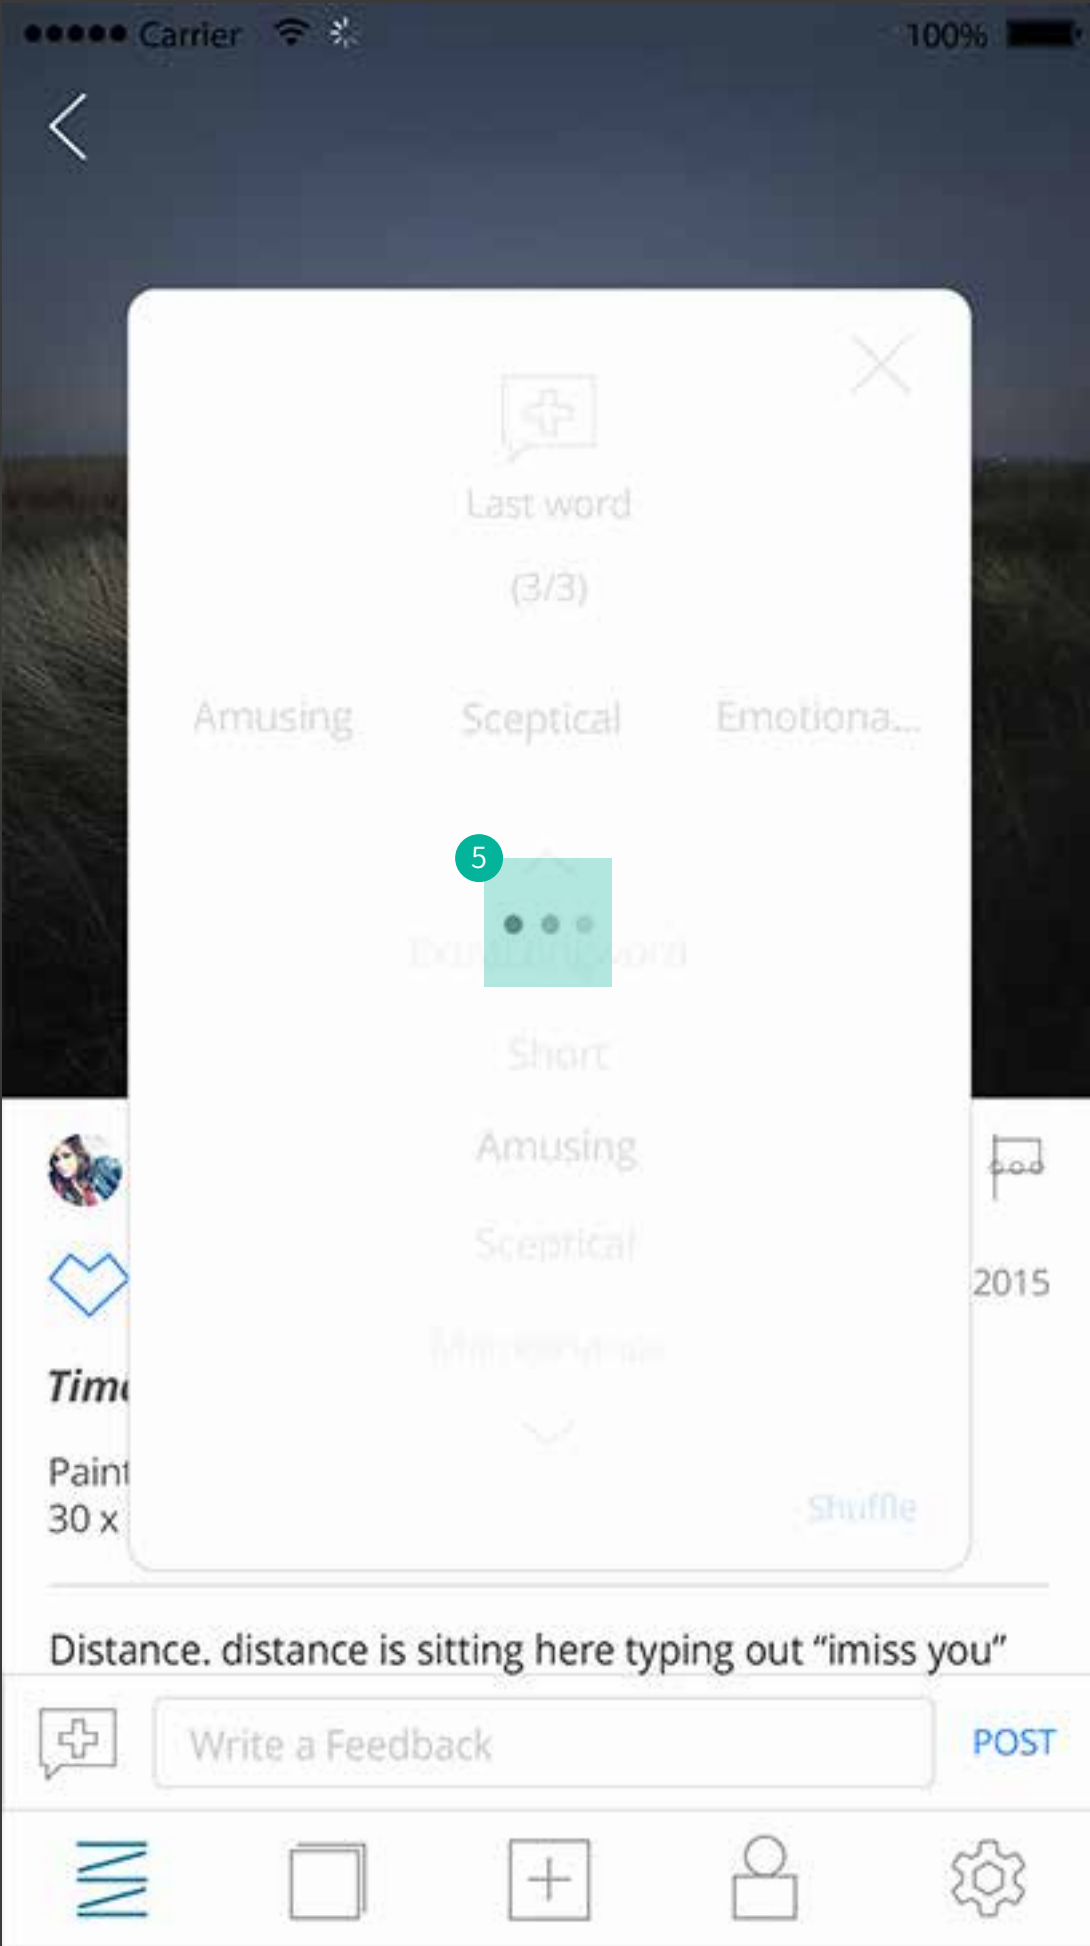 Carrier 100%
Last word
(3/3)
Amusing Sceptical Emotiona...
5
Short
Amusing
Sceptical
2015
Tim
Pain
30 x
Shuffle
Distance. distance is sitting here typing out “imiss you”
Write a Feedback POST